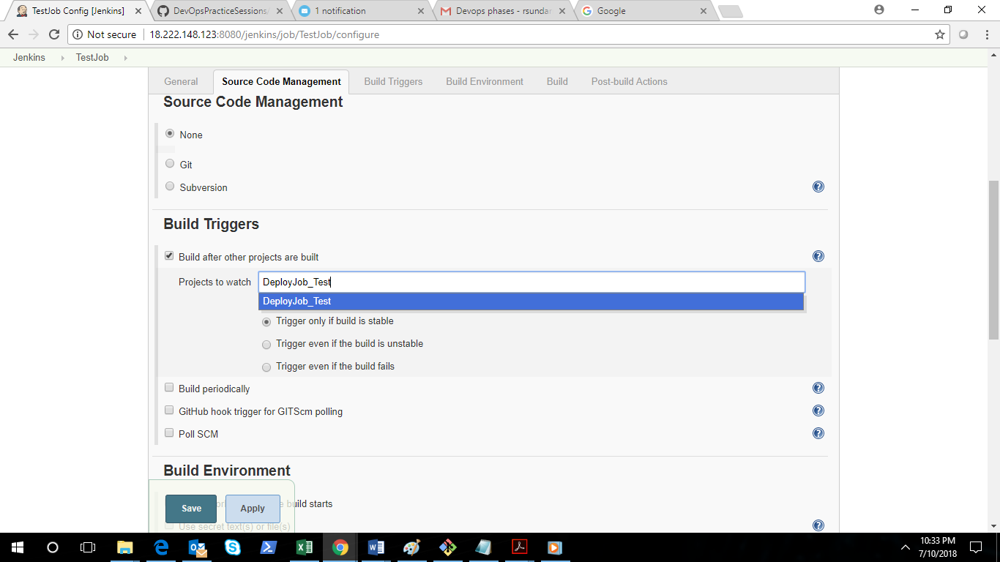 TestJob Config [Jenkins]
DevOpsPracticeSessions/
1 notification
Devops phases - rsundar
Google
Not secure | 18.222.148.123:8080/jenkins/job/TestJob/configure
Jenkins TestJob
General Source Code Management Build Triggers Build Environment Build Post-build Actions
Source Code Management
None
Git
Subversion
Build Triggers
Build after other projects are built
Projects to watch DeployJob_Test
DeployJob_Test
Trigger only if build is stable
Trigger even if the build is unstable
Trigger even if the build fails
Build periodically
GitHub hook trigger for GITScm polling
Poll SCM
Build Environment
build starts
Save Apply
Use secret text(s) or file(s)
10:33 PM
7/10/2018